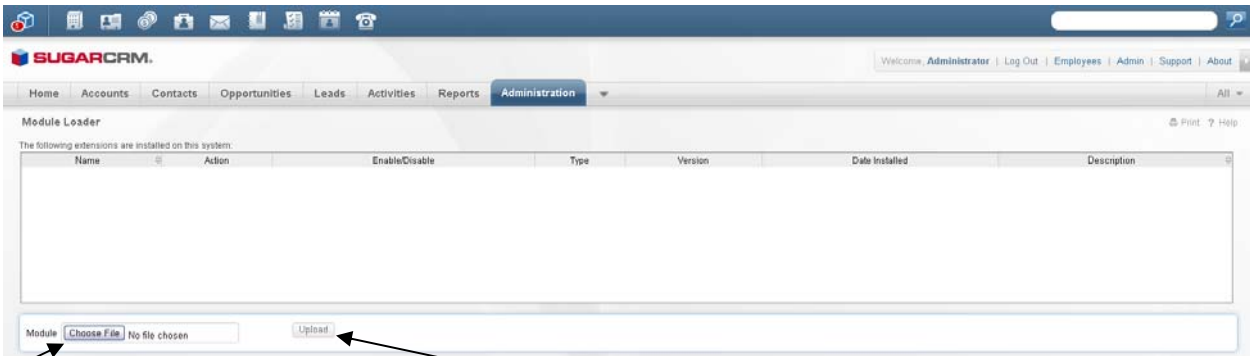 SUGARCRM.
Welcome, Administrator | Log Out | Employees | Admin | Support | About
Home Accounts Contacts Opportunities Leads Activities Reports Administration All
Module Loader Print ? Help
The following extensions are installed on this system:
Name Action Enable/Disable Type Version Date Installed Description
Module Choose File No file chosen Upload